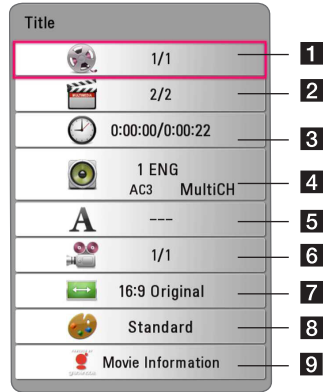 Title
1/1 1
2/2 2
0:00:00/0:00:22 3
1 ENG
AC3 MultiCH 4
A --- 5
1/1 6
16:9 Original 7
Standard 8
Movie Information 9